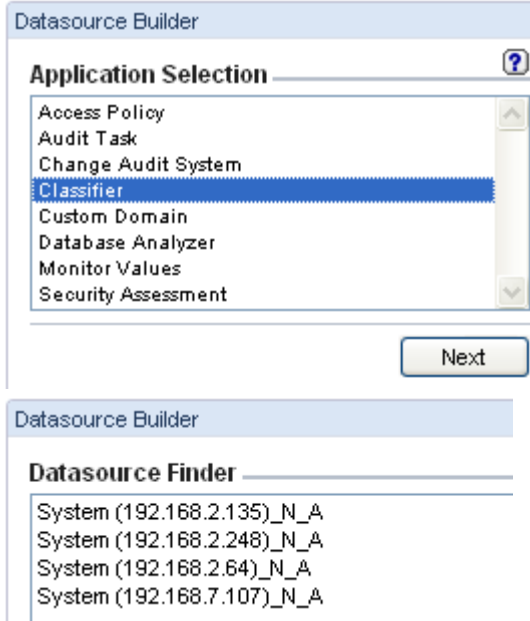 Datasource Builder
Application Selection
?
Access Policy
Audit Task
Change Audit System
Classifier
Custom Domain
Database Analyzer
Monitor Values
Security Assessment
Next
Datasource Builder
Datasource Finder
System (192.168.2.135)_N_A
System (192.168.2.248)_N_A
System (192.168.2.64)_N_A
System (192.168.7.107)_N_A